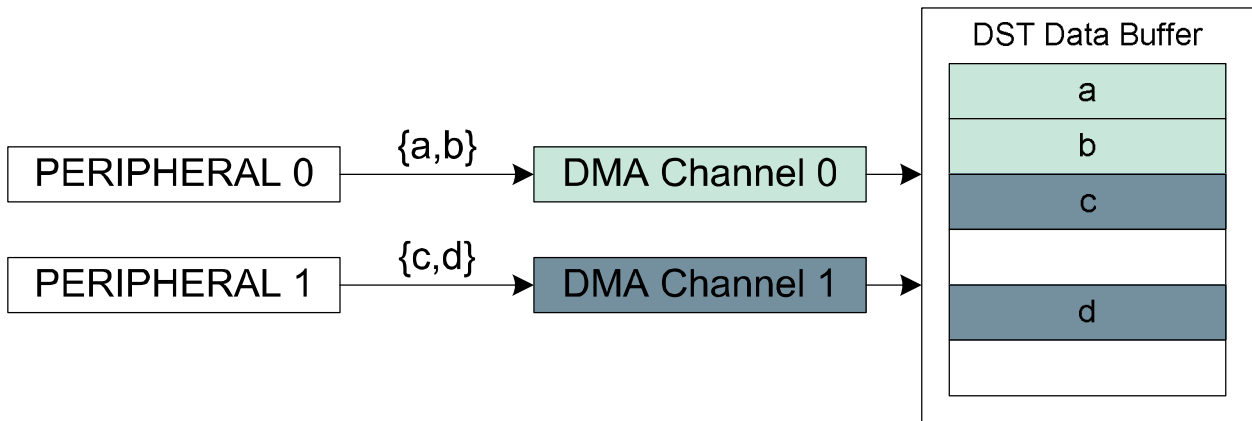 DST Data Buffer
a
b
c
d
{a,b}
PERIPHERAL 0
DMA Channel 0
{c,d}
PERIPHERAL 1
DMA Channel 1